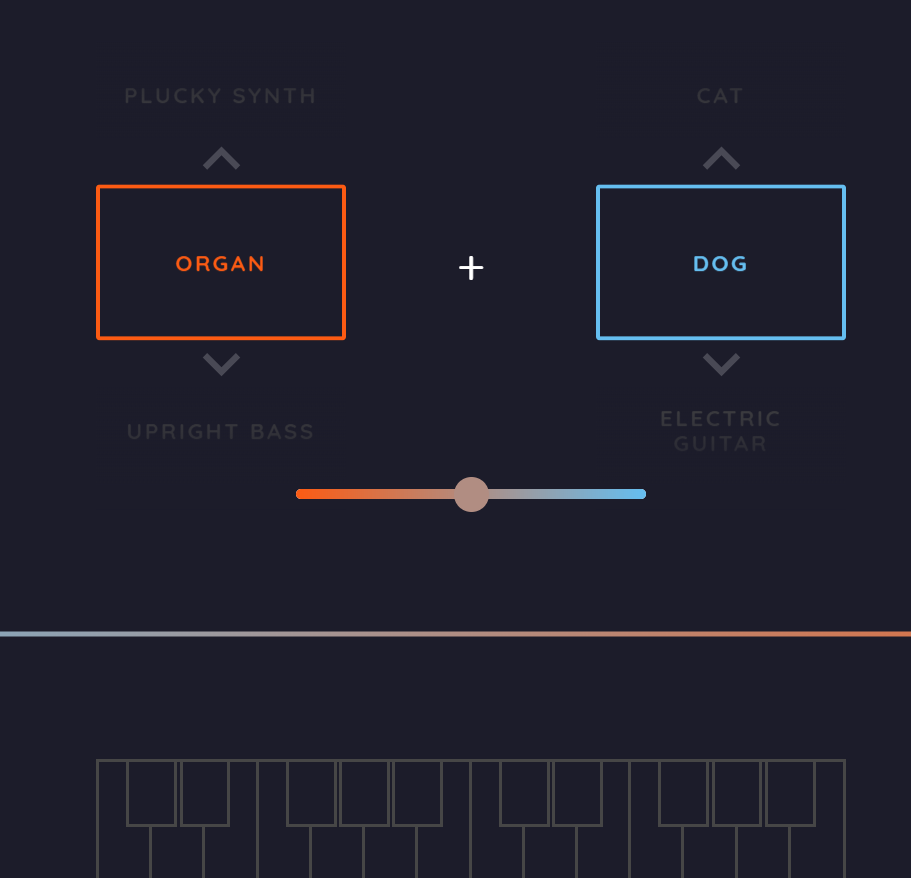 PLUCKY SYNTH
CAT
ORGAN
+
DOG
UPRIGHT BASS
ELECTRIC
GUITAR